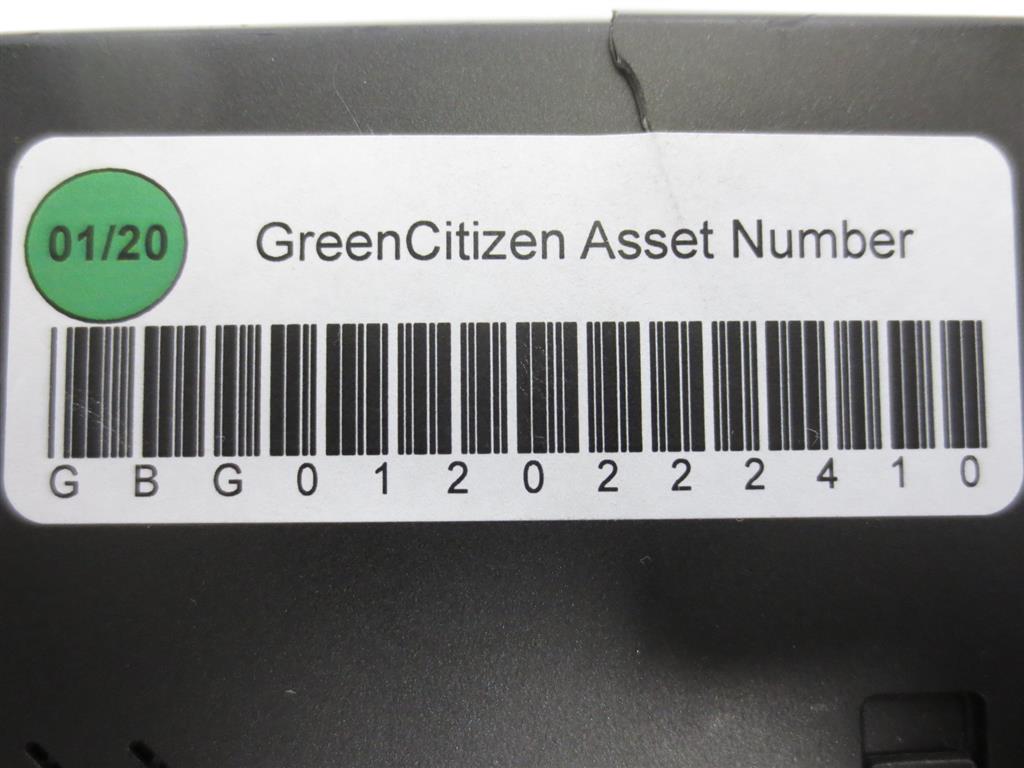 01/20
GreenCitizen Asset Number
G B G 0 1 2 0 2 2 2 4 1 0